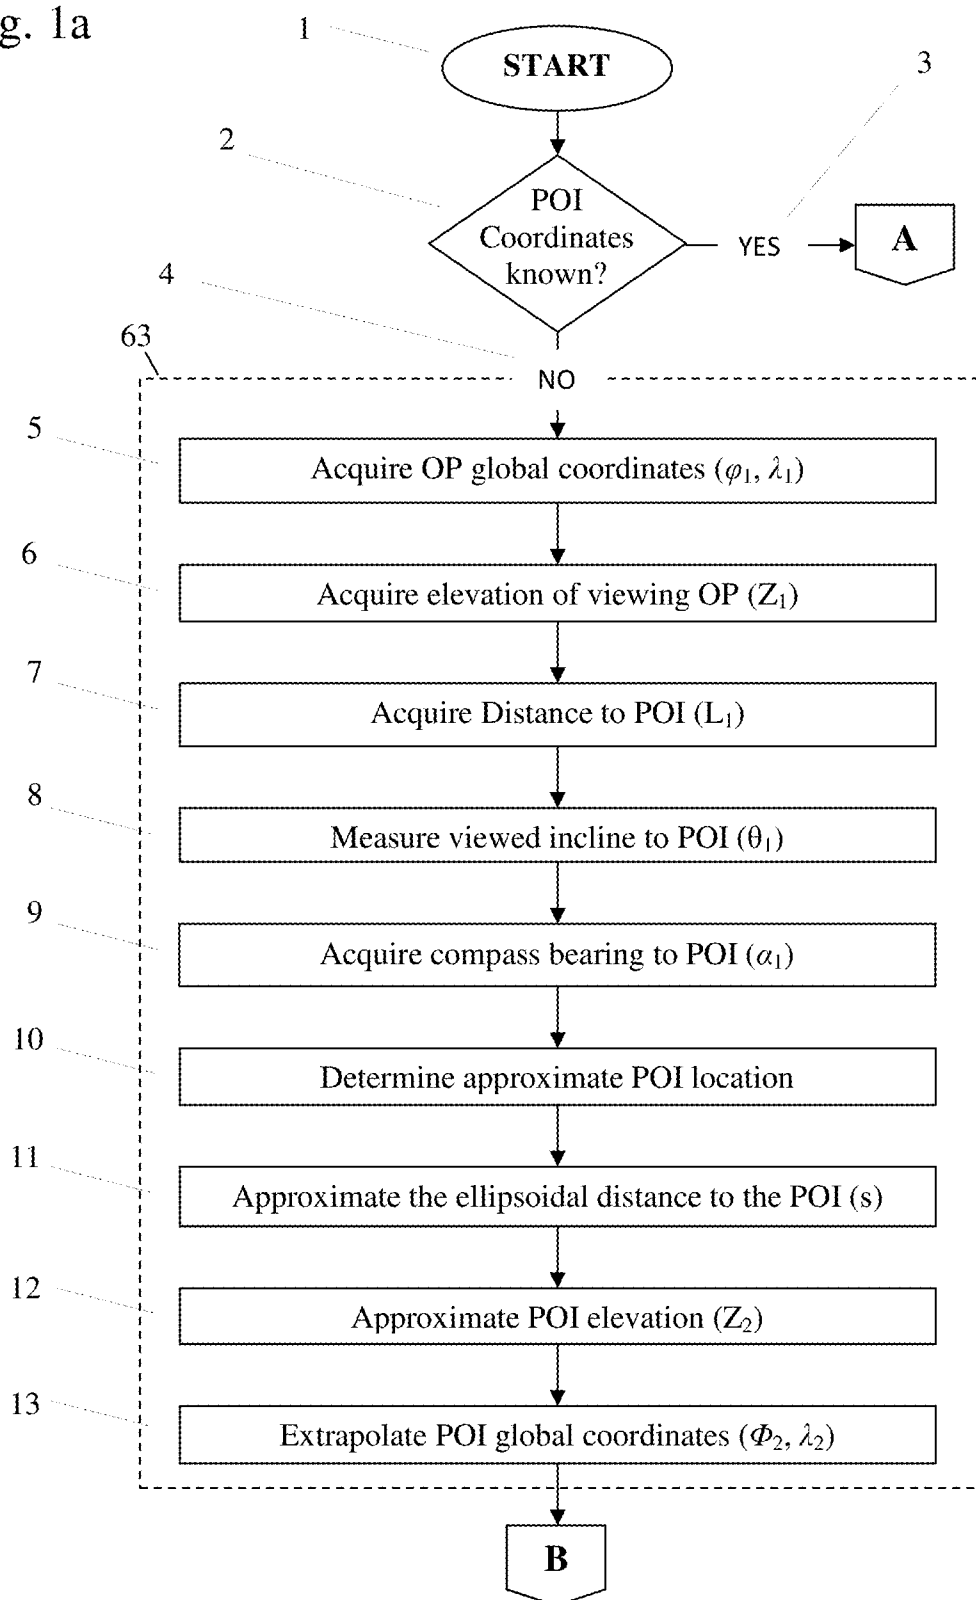 g. 1a
1
START
3
2
POI
Coordinates
known?
YES
A
4
63
NO
5
Acquire OP global coordinates (φ₁, λ₁)
6
Acquire elevation of viewing OP (Z₁)
7
Acquire Distance to POI (L₁)
8
Measure viewed incline to POI (θ₁)
9
Acquire compass bearing to POI (α₁)
10
Determine approximate POI location
11
Approximate the ellipsoidal distance to the POI (s)
12
Approximate POI elevation (Z₂)
13
Extrapolate POI global coordinates (Φ₂, λ₂)
B